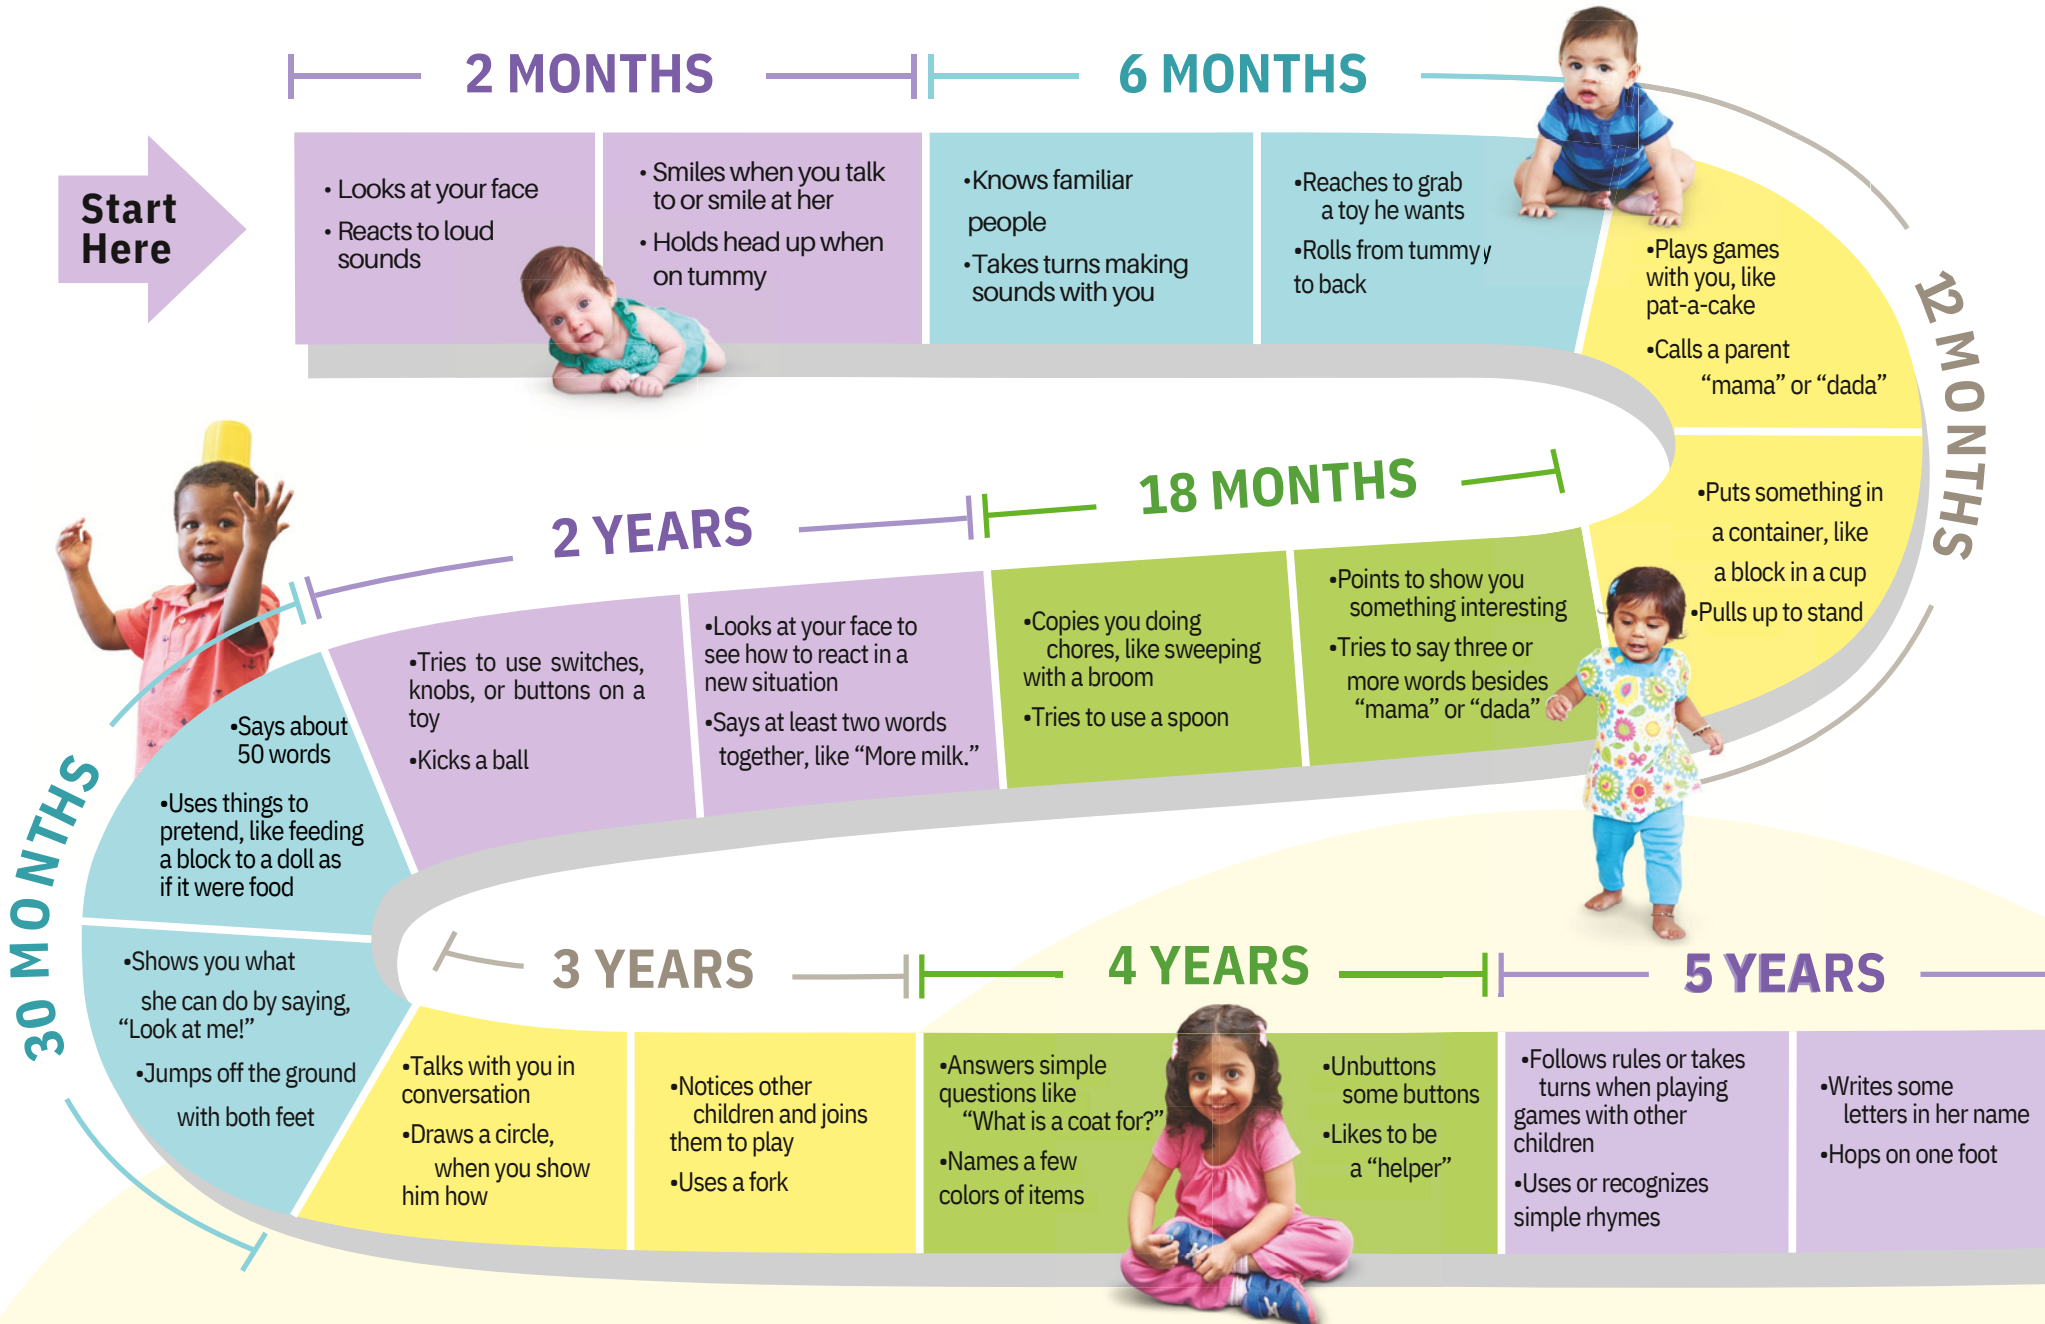 2 MONTHS
6 MONTHS
Start
Here
• Looks at your face
• Reacts to loud
sounds
• Smiles when you talk
to or smile at her
• Holds head up when
on tummy
•Knows familiar
people
•Takes turns making
sounds with you
•Reaches to grab
a toy he wants
•Rolls from tummy y
to back
12 MONTHS
•Plays games
with you, like
pat-a-cake
•Calls a parent
“mama” or “dada”
•Puts something in
a container, like
a block in a cup
•Pulls up to stand
18 MONTHS
•Points to show you
something interesting
•Tries to say three or
more words besides
“mama” or “dada”
•Copies you doing
chores, like sweeping
with a broom
•Tries to use a spoon
2 YEARS
•Looks at your face to
see how to react in a
new situation
•Says at least two words
together, like “More milk.”
•Tries to use switches,
knobs, or buttons on a
toy
•Kicks a ball
30 MONTHS
•Says about
50 words
•Uses things to
pretend, like feeding
a block to a doll as
if it were food
•Shows you what
she can do by saying,
“Look at me!”
•Jumps off the ground
with both feet
3 YEARS
•Talks with you in
conversation
•Draws a circle,
when you show
him how
•Notices other
children and joins
them to play
•Uses a fork
4 YEARS
•Answers simple
questions like
“What is a coat for?”
•Names a few
colors of items
•Unbuttons
some buttons
•Likes to be
a “helper”
5 YEARS
•Follows rules or takes
turns when playing
games with other
children
•Uses or recognizes
simple rhymes
•Writes some
letters in her name
•Hops on one foot